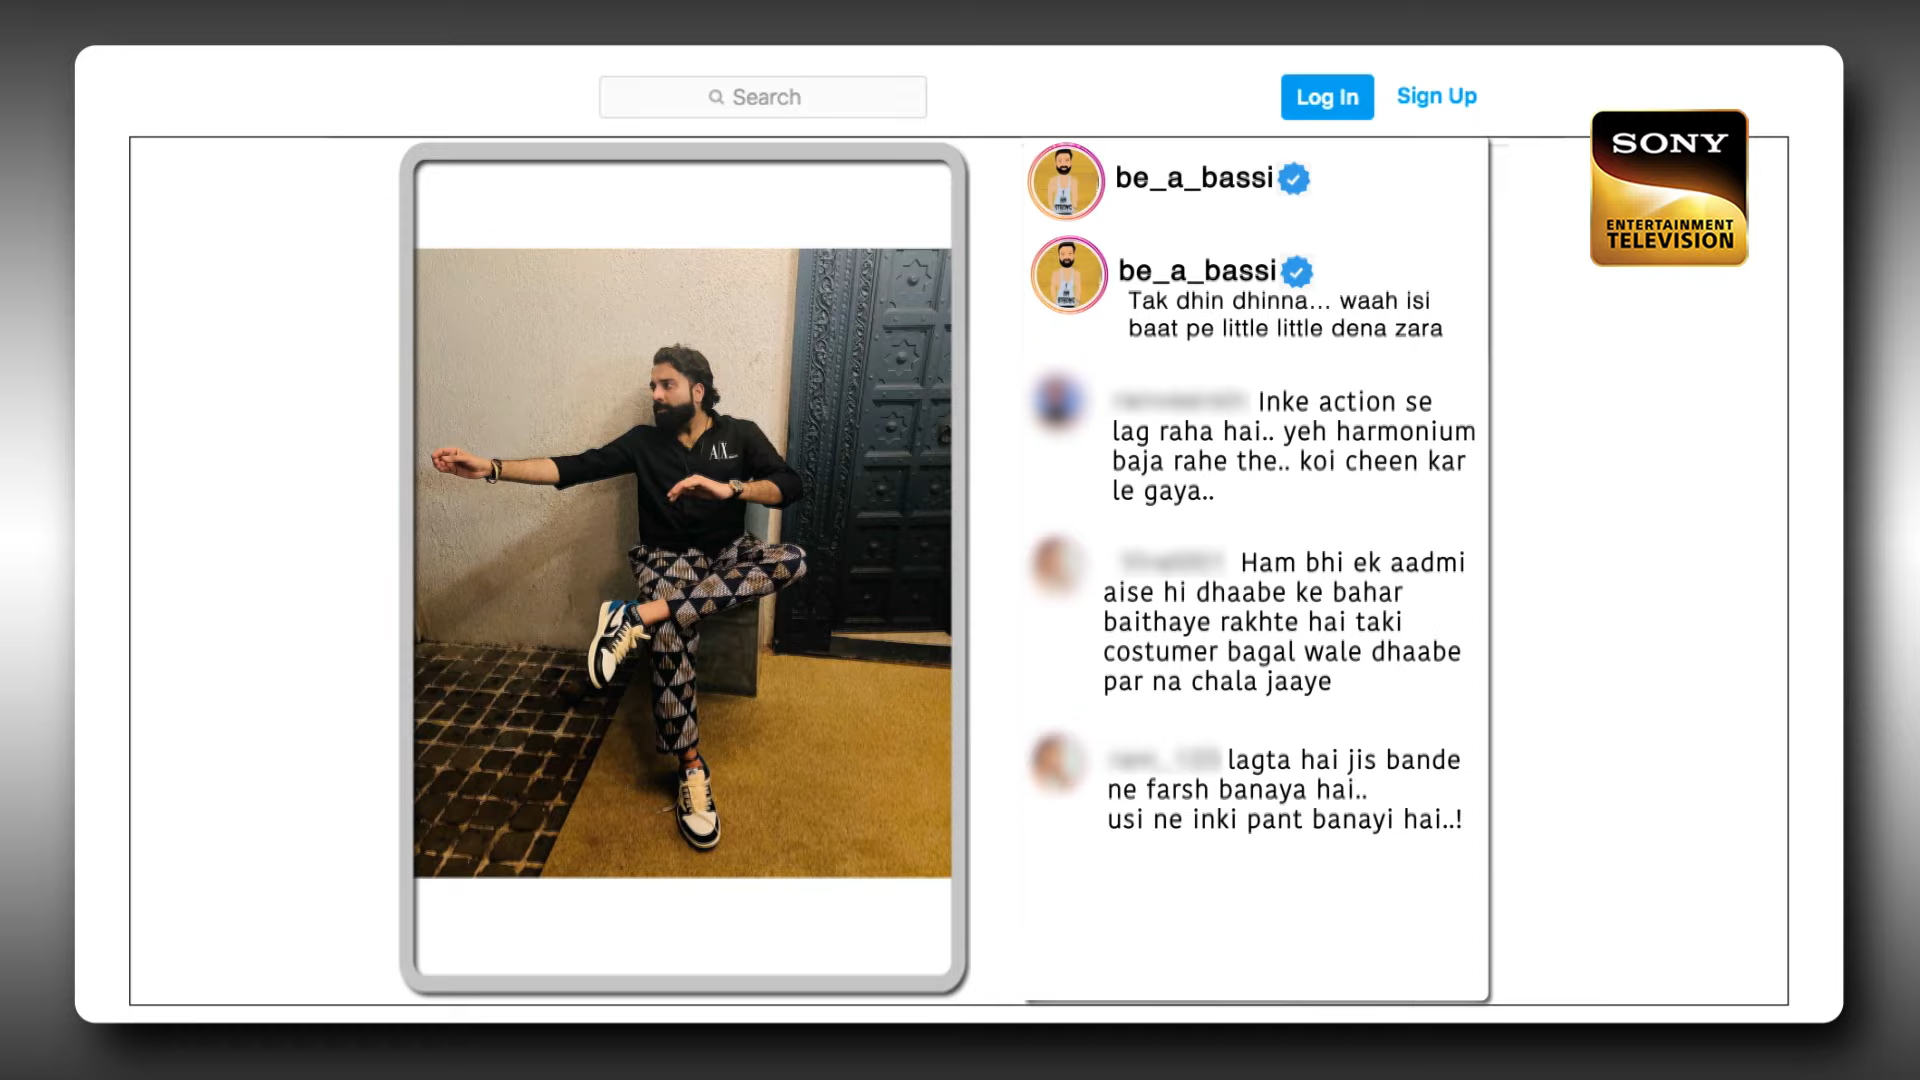 Search
Log In
Sign Up
SONY
ENTERTAINMENT
TELEVISION
be_a_bassi
be_a_bassi
Tak dhin dhinna... waah isi
baat pe little little dena zara
Inke action se
lag raha hai.. yeh harmonium
baja rahe the.. koi cheen kar
le gaya..
Ham bhi ek aadmi
aise hi dhaabe ke bahar
baithaye rakhte hai taki
costumer bagal wale dhaabe
par na chala jaaye
lagta hai jis bande
ne farsh banaya hai..
usi ne inki pant banayi hai..!
A|X